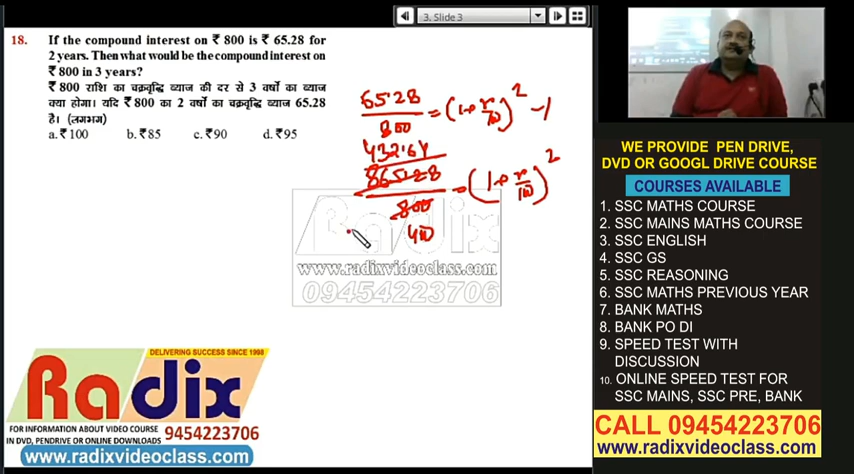 3. Slide 3
18. If the compound interest on ₹ 800 is ₹ 65.28 for
2 years. Then what would be the compound interest on
₹ 800 in 3 years?
₹ 800 राशि का चक्रवृद्धि ब्याज की दर से 3 वर्षो का ब्याज
क्या होगा। यदि ₹ 800 का 2 वर्षो का चक्रवृद्धि ब्याज 65.28
है। (लगभग)
a. ₹ 100 b. ₹ 85 c. ₹ 90 d. ₹ 95
65.28
/800 = (1+r/100)² -1
432.64
865.28
/800 = (1+r/100)²
400
Radix
www.radixvideoclass.com
09454223706
WE PROVIDE PEN DRIVE,
DVD OR GOOGL DRIVE COURSE
COURSES AVAILABLE
1. SSC MATHS COURSE
2. SSC MAINS MATHS COURSE
3. SSC ENGLISH
4. SSC GS
5. SSC REASONING
6. SSC MATHS PREVIOUS YEAR
7. BANK MATHS
8. BANK PO DI
9. SPEED TEST WITH
DISCUSSION
10. ONLINE SPEED TEST FOR
SSC MAINS, SSC PRE, BANK
CALL 09454223706
www.radixvideoclass.com
DELIVERING SUCCESS SINCE 1998
Radix
FOR INFORMATION ABOUT VIDEO COURSE
IN DVD, PENDRIVE OR ONLINE DOWNLOADS 9454223706
www.radixvideoclass.com